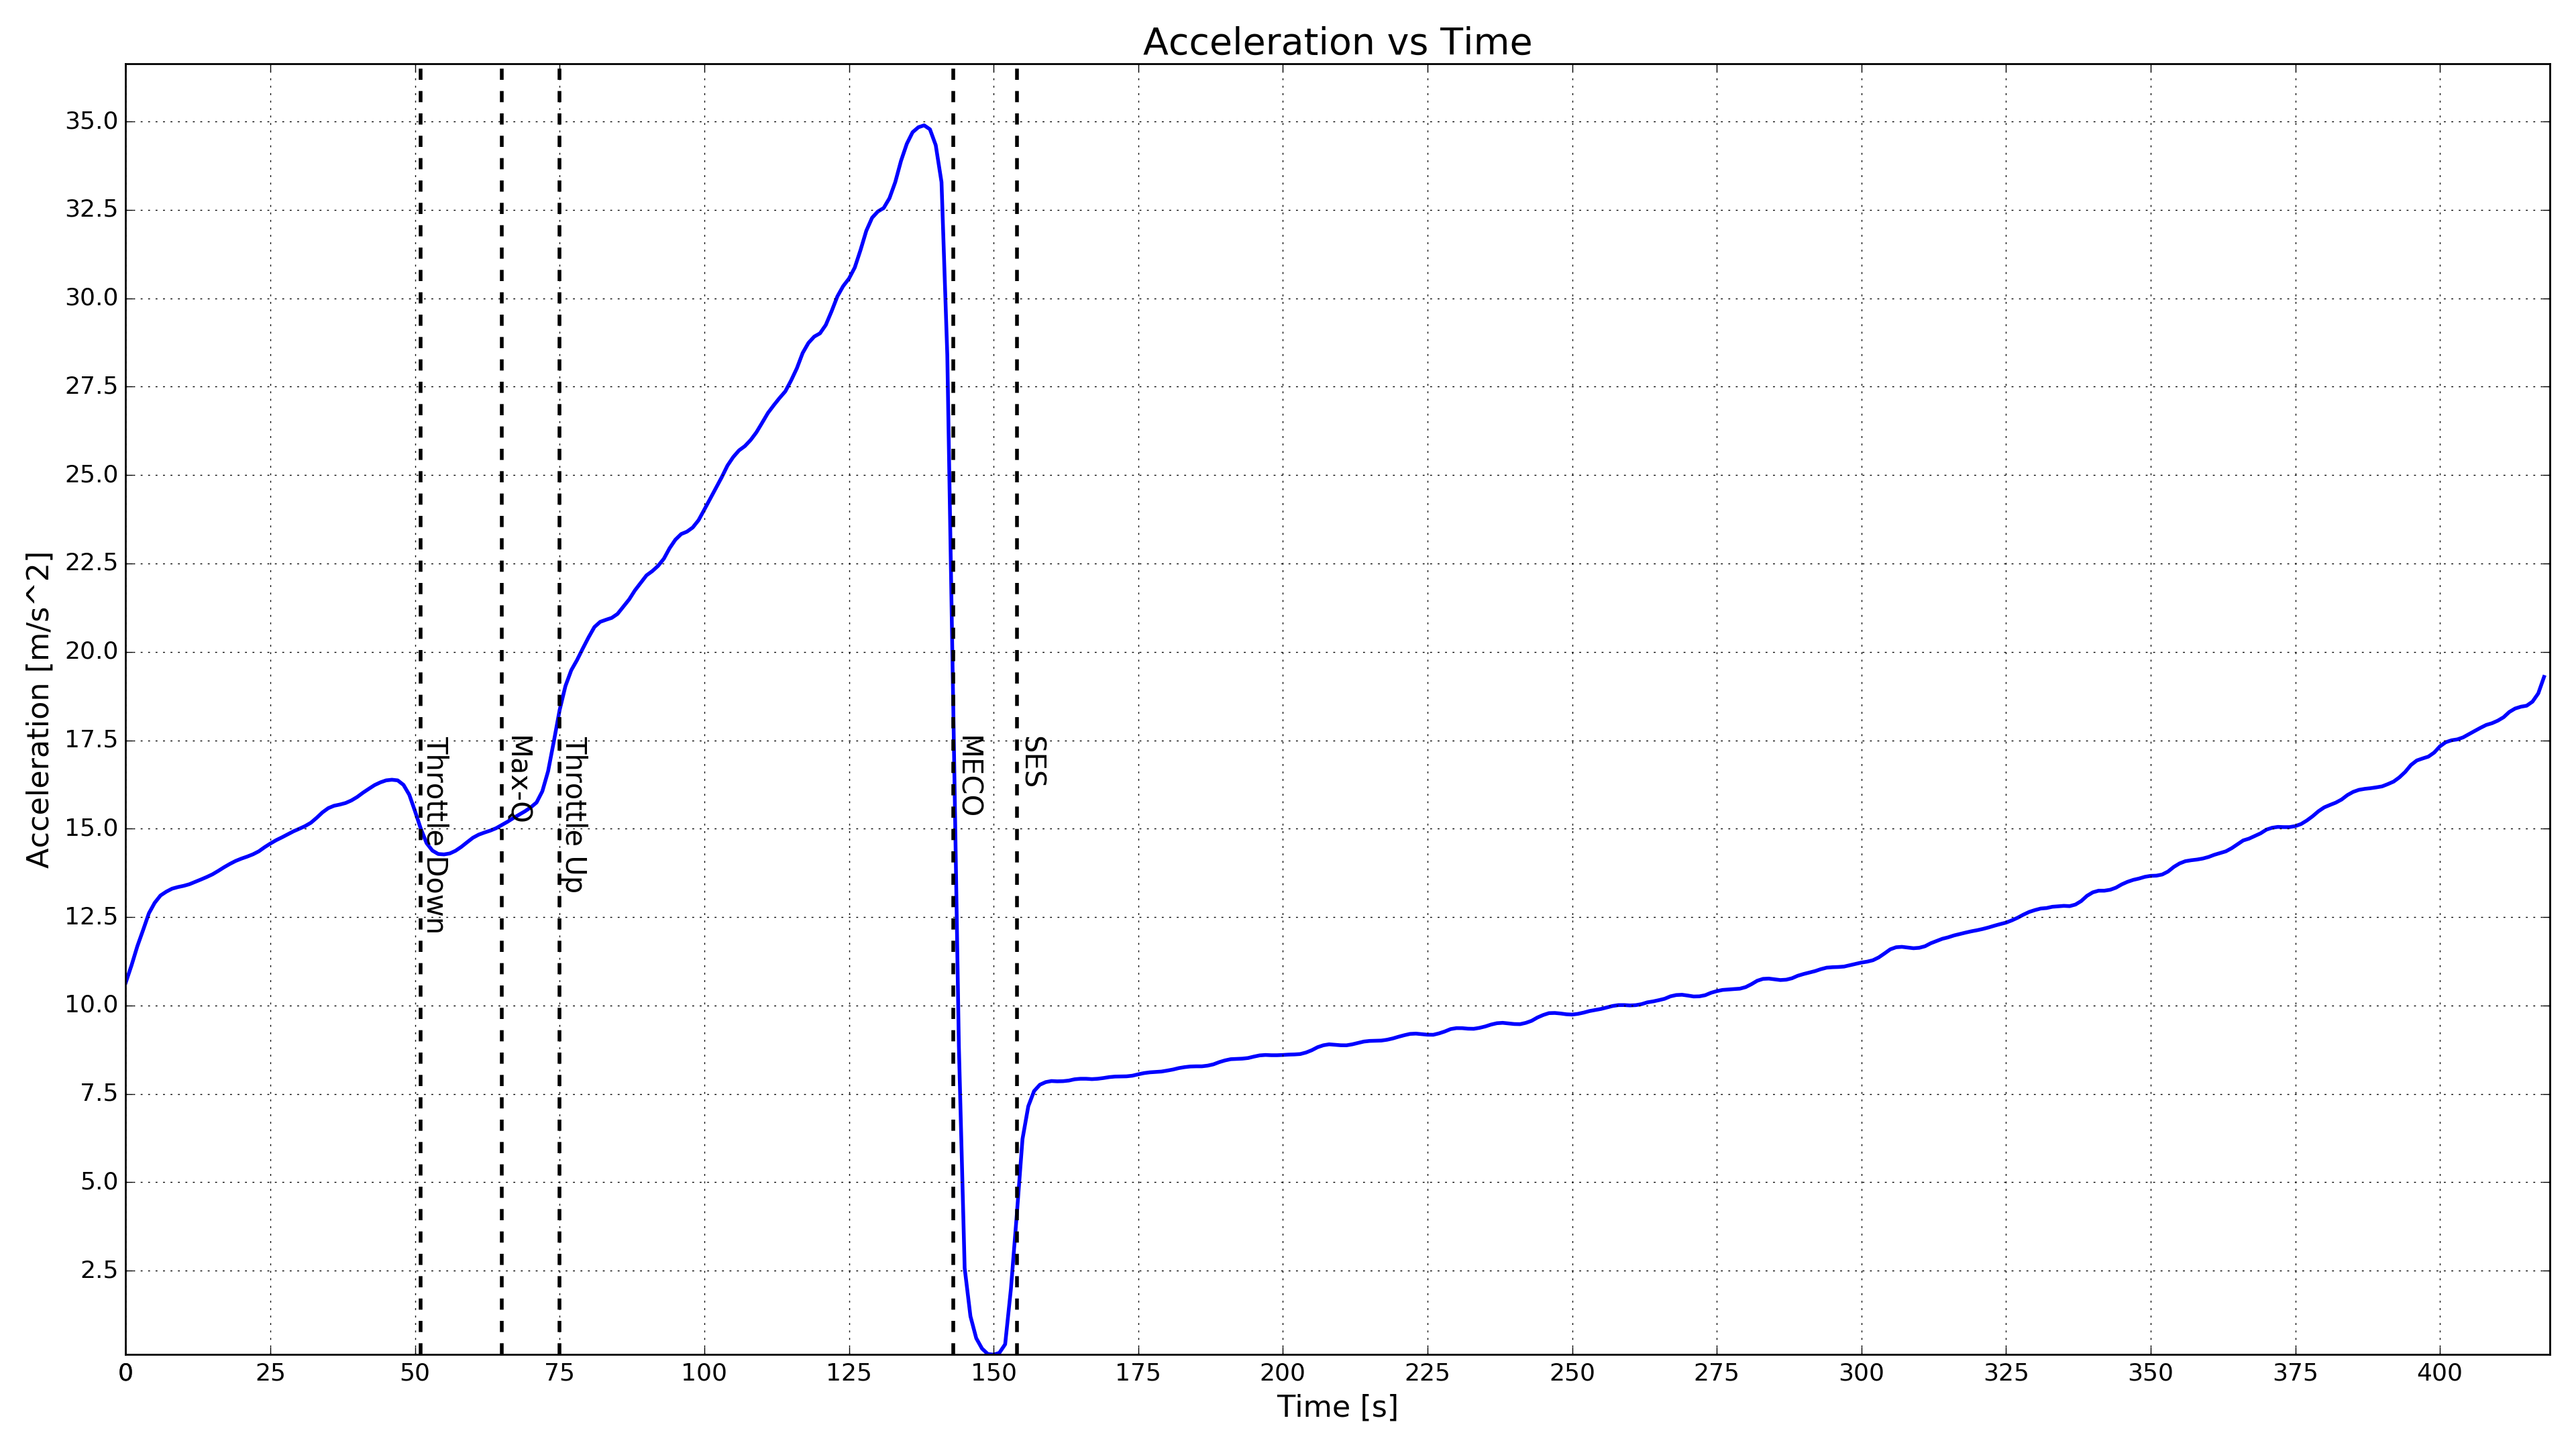 Acceleration vs Time
Acceleration [m/s^2]
35.0
32.5
30.0
27.5
25.0
22.5
20.0
17.5
15.0
12.5
10.0
7.5
5.0
2.5
Throttle Down
Max-Q
Throttle Up
MECO
SES
0 25 50 75 100 125 150 175 200 225 250 275 300 325 350 375 400
Time [s]